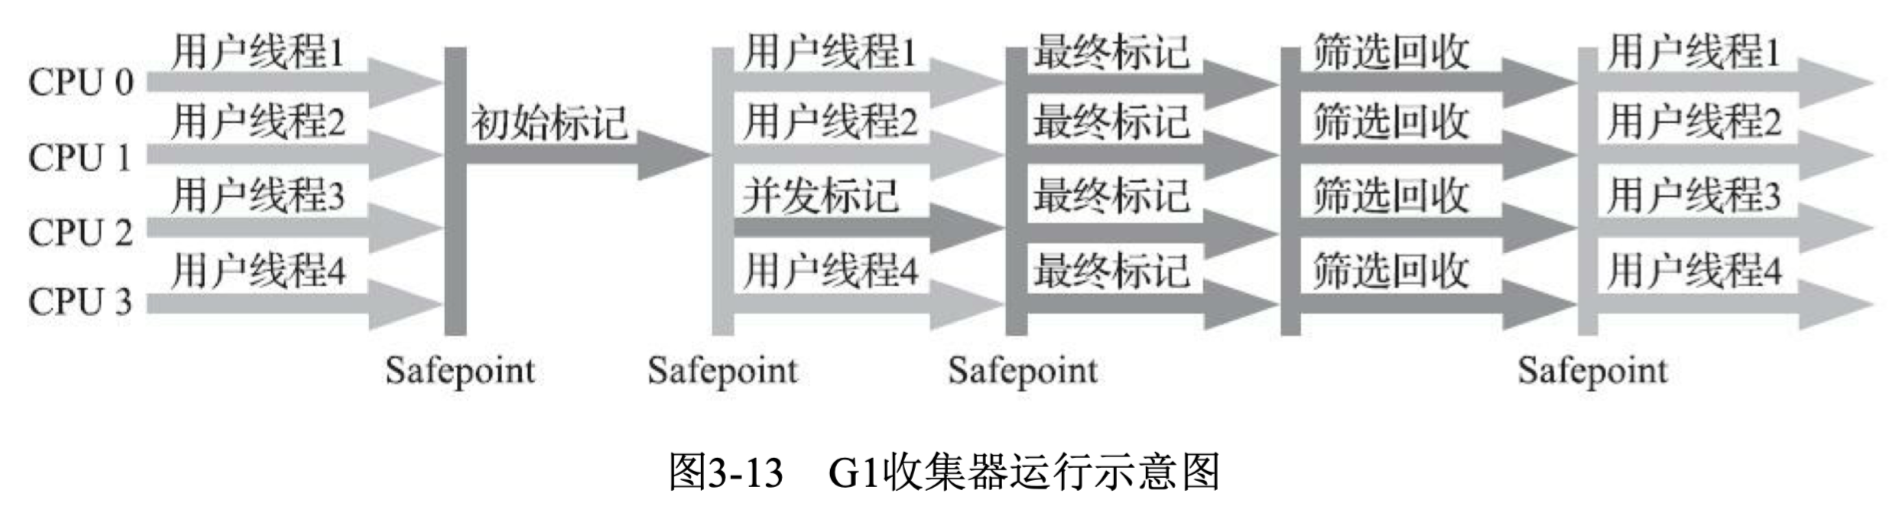 用户线程1 用户线程1 最终标记 筛选回收 用户线程1
CPU 0
用户线程2 初始标记 用户线程2 最终标记 筛选回收 用户线程2
CPU 1
用户线程3 并发标记 最终标记 筛选回收 用户线程3
CPU 2
用户线程4 用户线程4 最终标记 筛选回收 用户线程4
CPU 3
Safepoint Safepoint Safepoint Safepoint
图3-13 G1收集器运行示意图